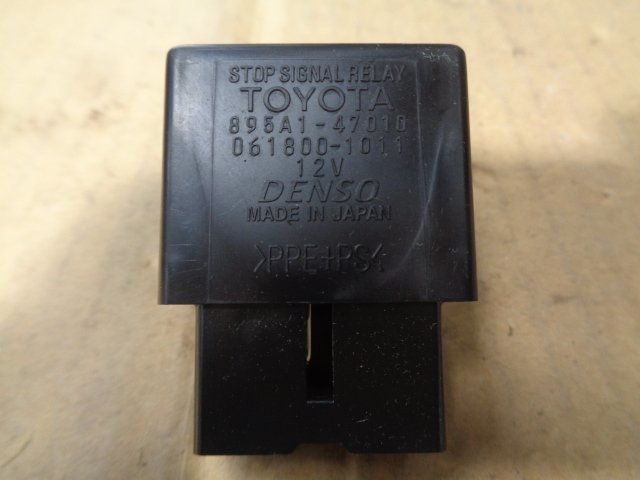 STOP SIGNAL RELAY
TOYOTA
895A1-47010
061800-1011
12V
DENSO
MADE IN JAPAN
>PPE+PS<